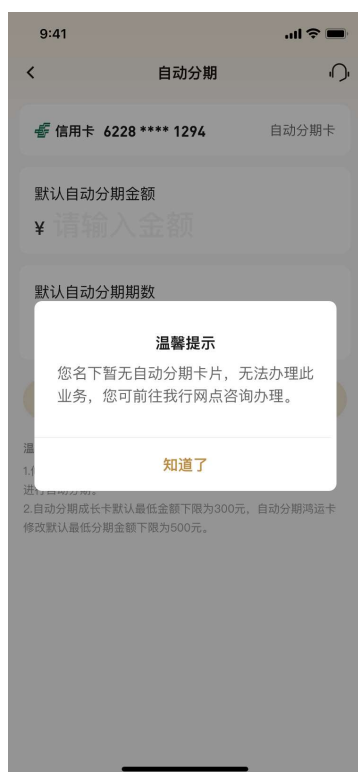 9:41
自动分期
信用卡 6228 **** 1294 自动分期卡
默认自动分期金额
¥ 请输入金额
默认自动分期期数
温馨提示
您名下暂无自动分期卡片，无法办理此
业务，您可前往我行网点咨询办理。
知道了
温
1.
进行自动分期。
2.自动分期成长卡默认最低金额下限为300元，自动分期鸿运卡
修改默认最低分期金额下限为500元。